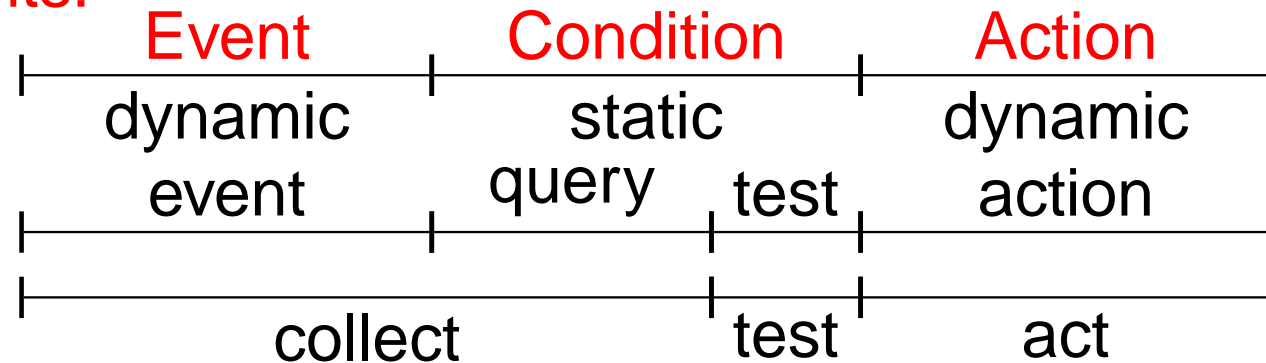 Event Condition Action
dynamic static dynamic
event query test action
collect test act